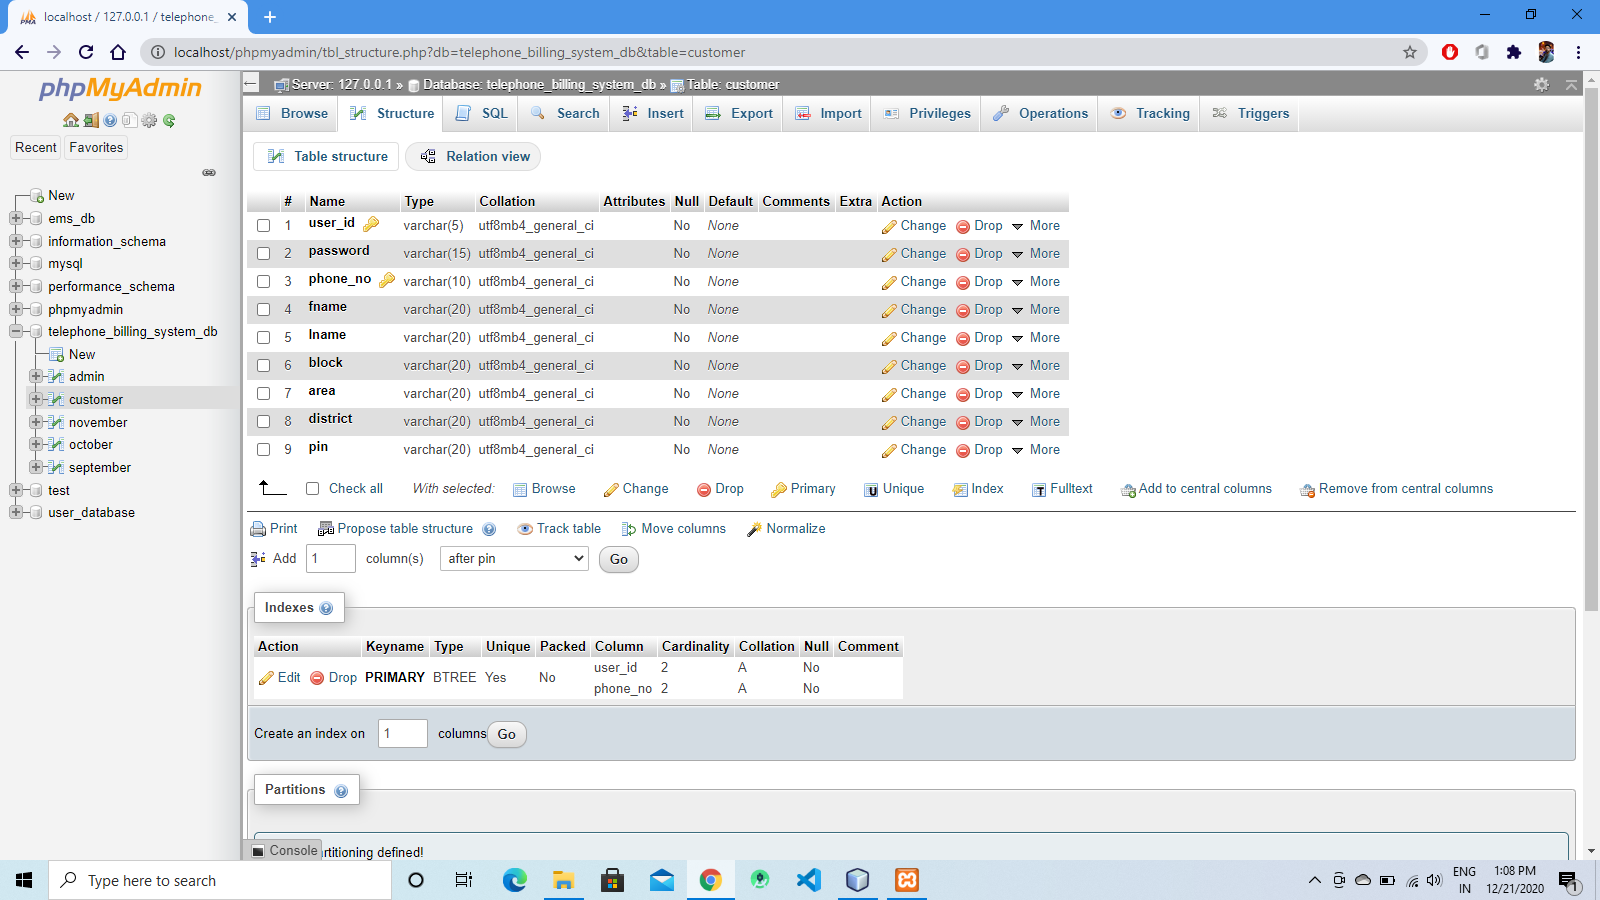 localhost / 127.0.0.1 / telephone_
localhost/phpmyadmin/tbl_structure.php?db=telephone_billing_system_db&table=customer
phpMyAdmin
Recent Favorites
New
ems_db
information_schema
mysql
performance_schema
phpmyadmin
telephone_billing_system_db
New
admin
customer
november
october
september
test
user_database
Server: 127.0.0.1 » Database: telephone_billing_system_db » Table: customer
Browse Structure SQL Search Insert Export Import Privileges Operations Tracking Triggers
Table structure Relation view
# Name Type Collation Attributes Null Default Comments Extra Action
1 user_id varchar(5) utf8mb4_general_ci No None Change Drop More
2 password varchar(15) utf8mb4_general_ci No None Change Drop More
3 phone_no varchar(10) utf8mb4_general_ci No None Change Drop More
4 fname varchar(20) utf8mb4_general_ci No None Change Drop More
5 lname varchar(20) utf8mb4_general_ci No None Change Drop More
6 block varchar(20) utf8mb4_general_ci No None Change Drop More
7 area varchar(20) utf8mb4_general_ci No None Change Drop More
8 district varchar(20) utf8mb4_general_ci No None Change Drop More
9 pin varchar(20) utf8mb4_general_ci No None Change Drop More
Check all With selected: Browse Change Drop Primary Unique Index Fulltext Add to central columns Remove from central columns
Print Propose table structure Track table Move columns Normalize
Add 1 column(s) after pin Go
Indexes
Action Keyname Type Unique Packed Column Cardinality Collation Null Comment
Edit Drop PRIMARY BTREE Yes No user_id 2 A No
phone_no 2 A No
Create an index on 1 columns Go
Partitions
Console rtitioning defined!
Type here to search
ENG
IN
1:08 PM
12/21/2020
1